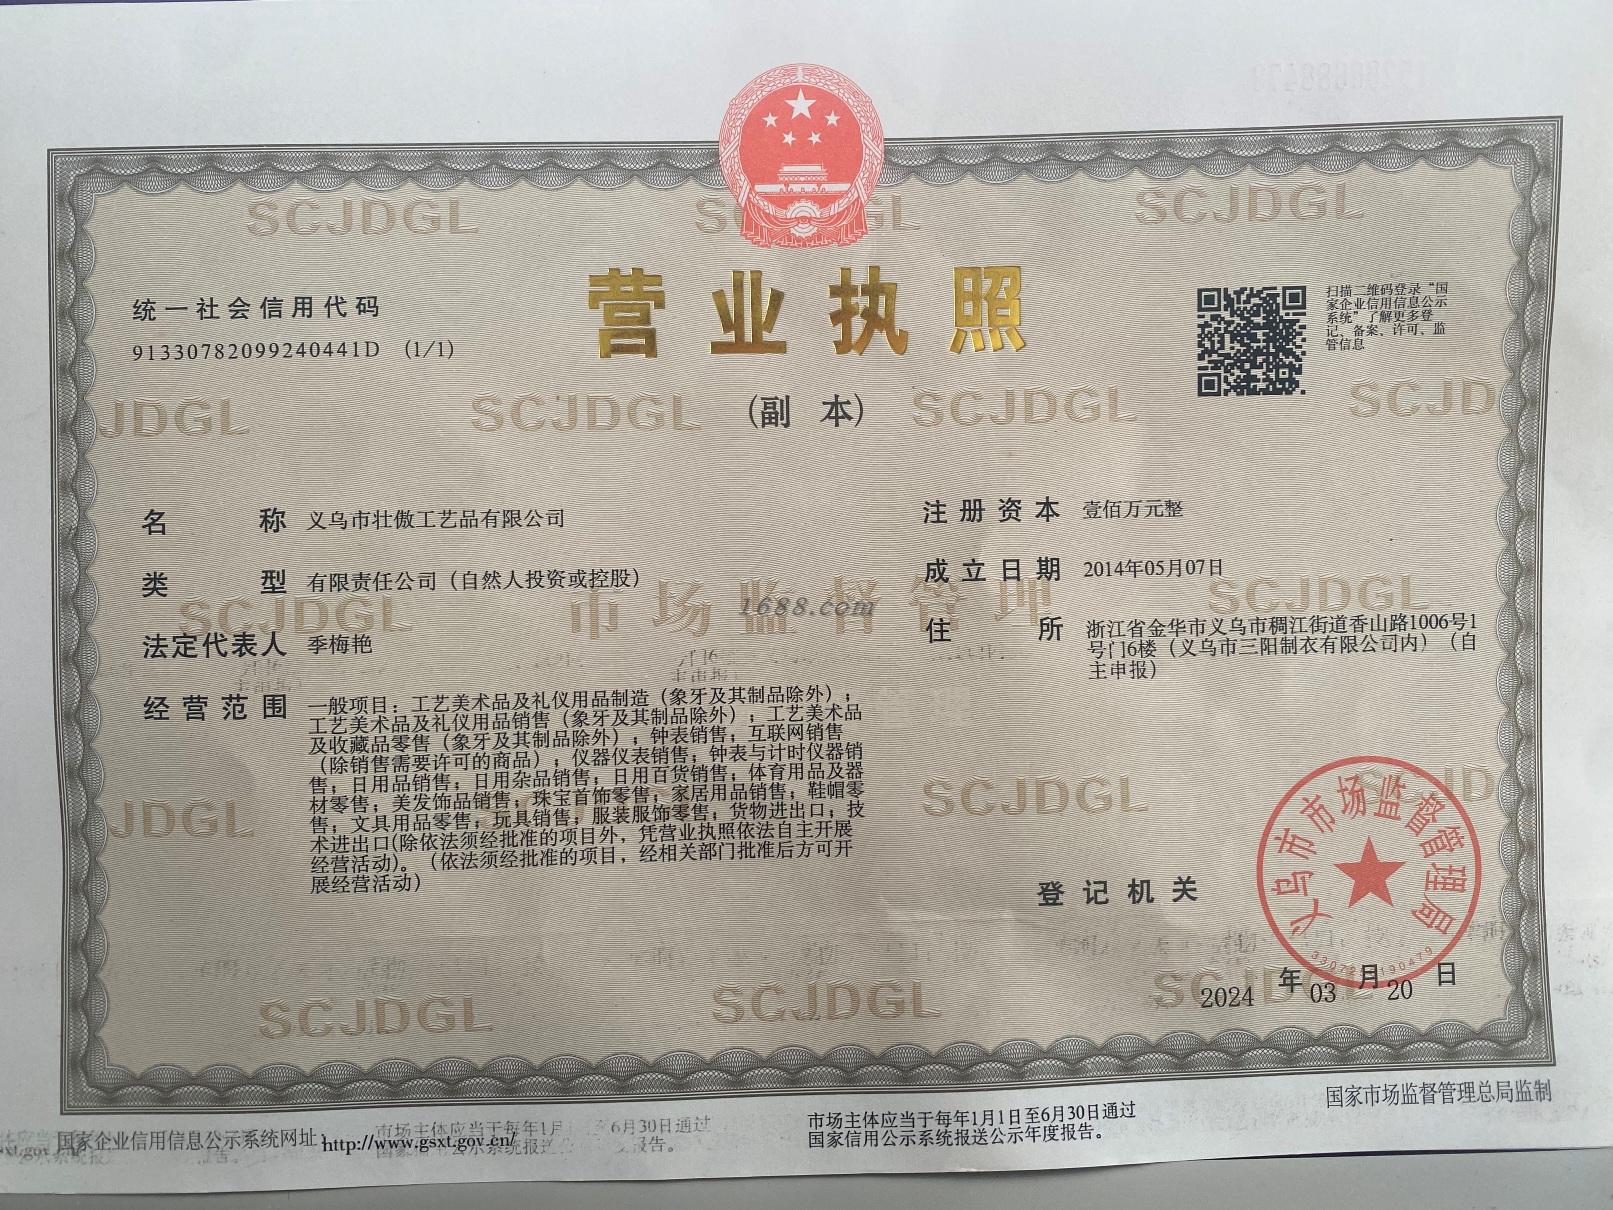 统一社会信用代码
91330782099240441D (1/1)
营业执照
(副 本)
扫描二维码登录“国
家企业信用信息公示
系统”了解更多登
记、备案、许可、监
管信息
名 称 义乌市壮傲工艺品有限公司
类 型 有限责任公司（自然人投资或控股）
法定代表人 季梅艳
经营范围 一般项目：工艺美术品及礼仪用品制造（象牙及其制品除外）；
工艺美术品及礼仪用品销售（象牙及其制品除外）；工艺美术品
及收藏品零售（象牙及其制品除外）；钟表销售；互联网销售
（除销售需要许可的商品）；仪器仪表销售；钟表与计时仪器销
售；日用品销售；日用杂品销售；日用百货销售；体育用品及器
材零售；美发饰品销售；珠宝首饰零售；家居用品销售；鞋帽零
售；文具用品零售；玩具销售；服装服饰零售；货物进出口；技
术进出口(除依法须经批准的项目外，凭营业执照依法自主开展
经营活动)。（依法须经批准的项目，经相关部门批准后方可开
展经营活动）
注册资本 壹佰万元整
成立日期 2014年05月07日
住 所 浙江省金华市义乌市稠江街道香山路1006号1
号门6楼（义乌市三阳制衣有限公司内）（自
主申报）
市场监督管理
1688.com
SCJDGL
登记机关
义乌市市场监督管理局
2024 年 03 月 20 日
国家市场监督管理总局监制
国家企业信用信息公示系统网址：http://www.gsxt.gov.cn/
市场主体应当于每年1月1日至6月30日通过
国家信用公示系统报送公示年度报告。